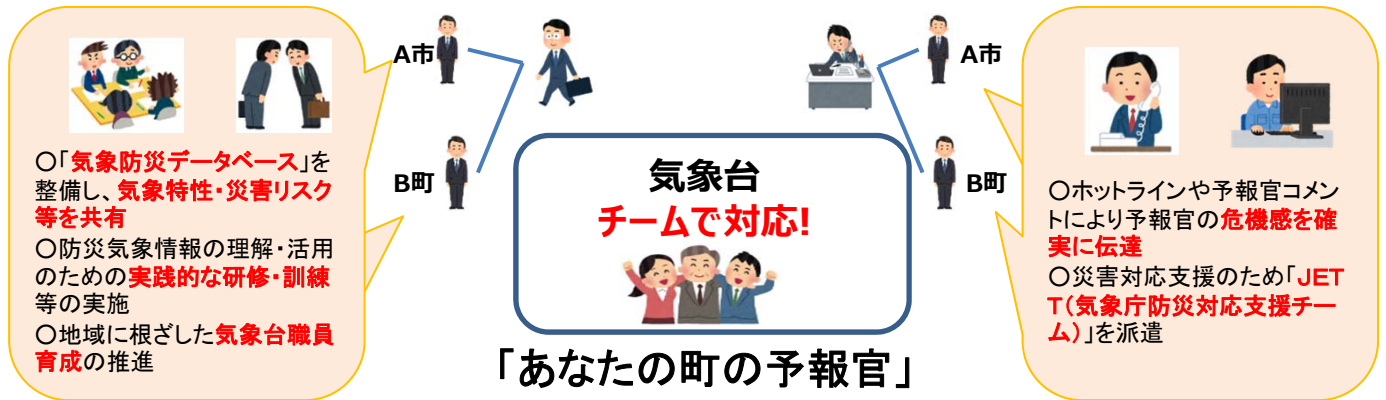 ○「気象防災データベース」を
整備し、気象特性・災害リスク
等を共有
○防災気象情報の理解・活用
のための実践的な研修・訓練
等の実施
○地域に根ざした気象台職員
育成の推進
A市
B町
気象台
チームで対応!
「あなたの町の予報官」
A市
B町
○ホットラインや予報官コメン
トにより予報官の危機感を確
実に伝達
○災害対応支援のため「JET
T(気象庁防災対応支援チー
ム)」を派遣